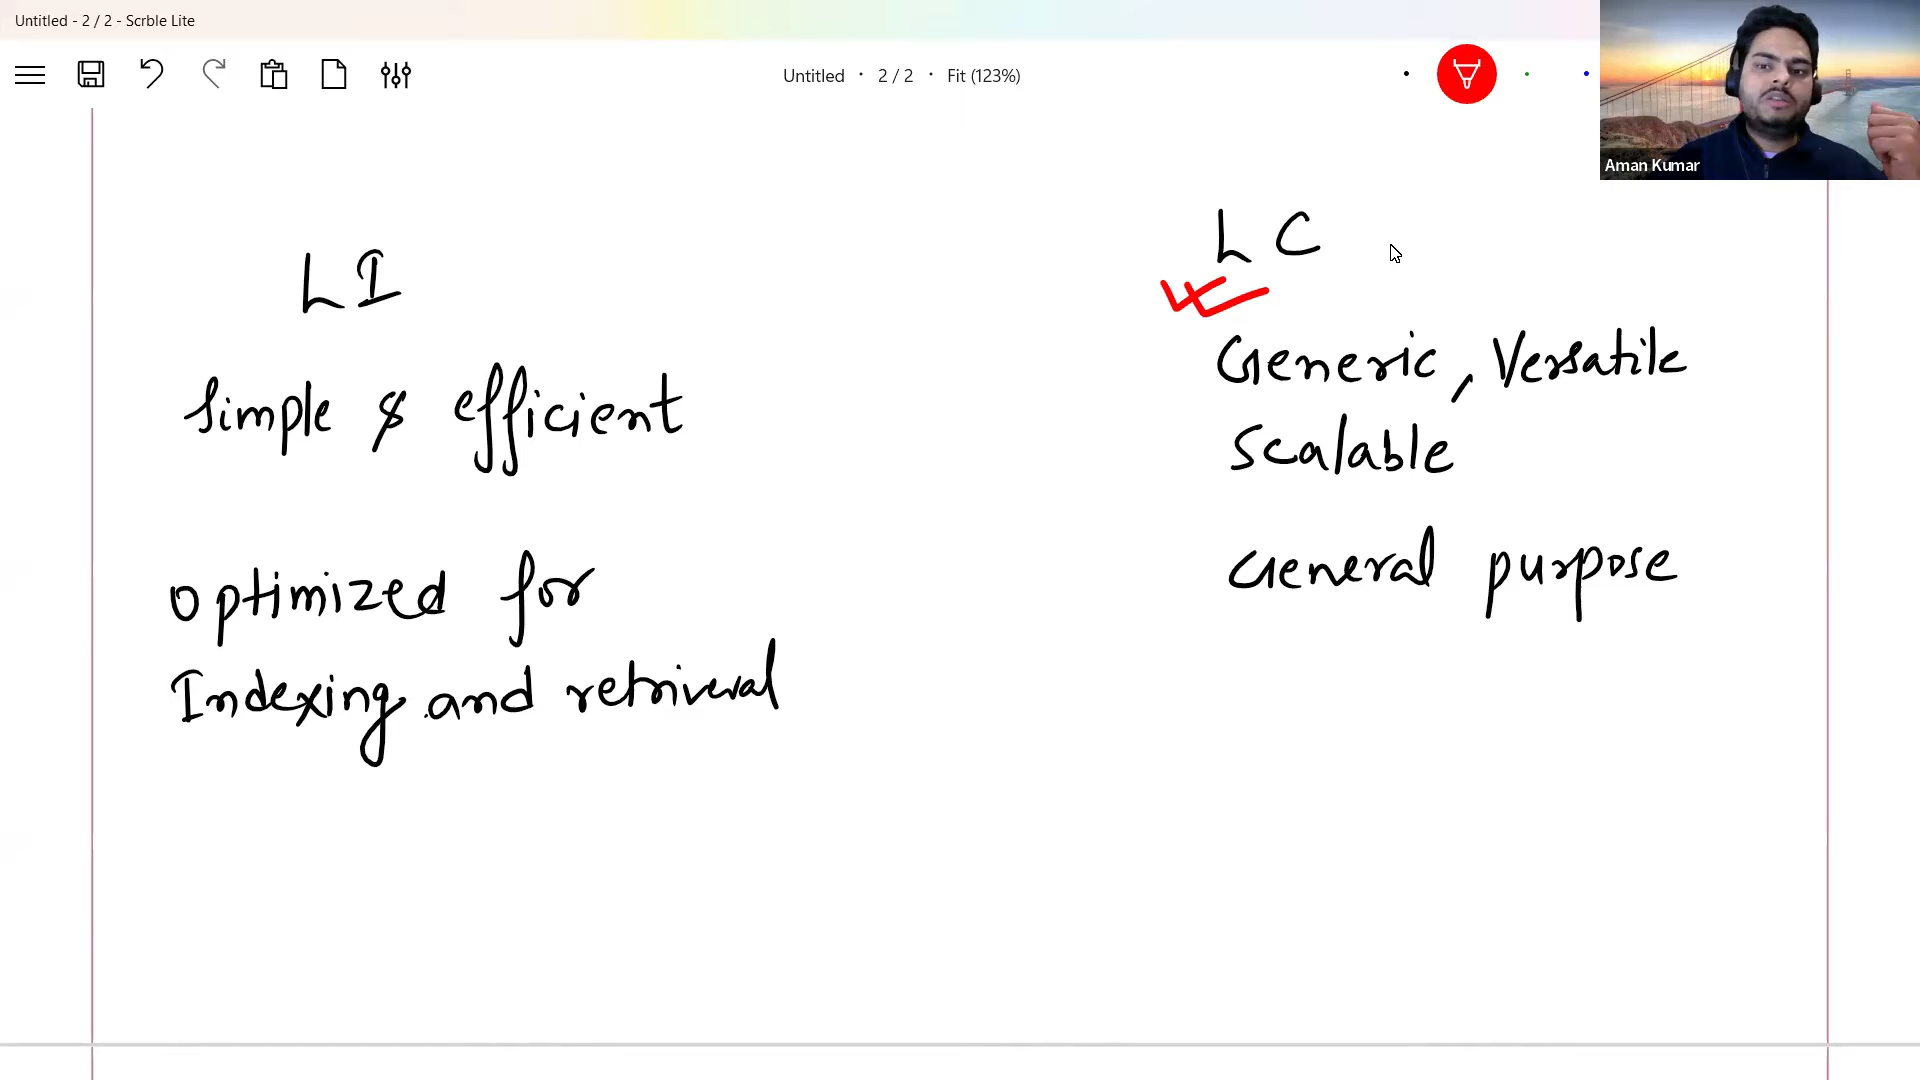 Untitled - 2 / 2 - Scrble Lite
Untitled · 2 / 2 · Fit (123%)
Aman Kumar
LI
Simple & efficient
Optimized for
Indexing and retriveral
LC
Generic, Versatile
Scalable
General purpose